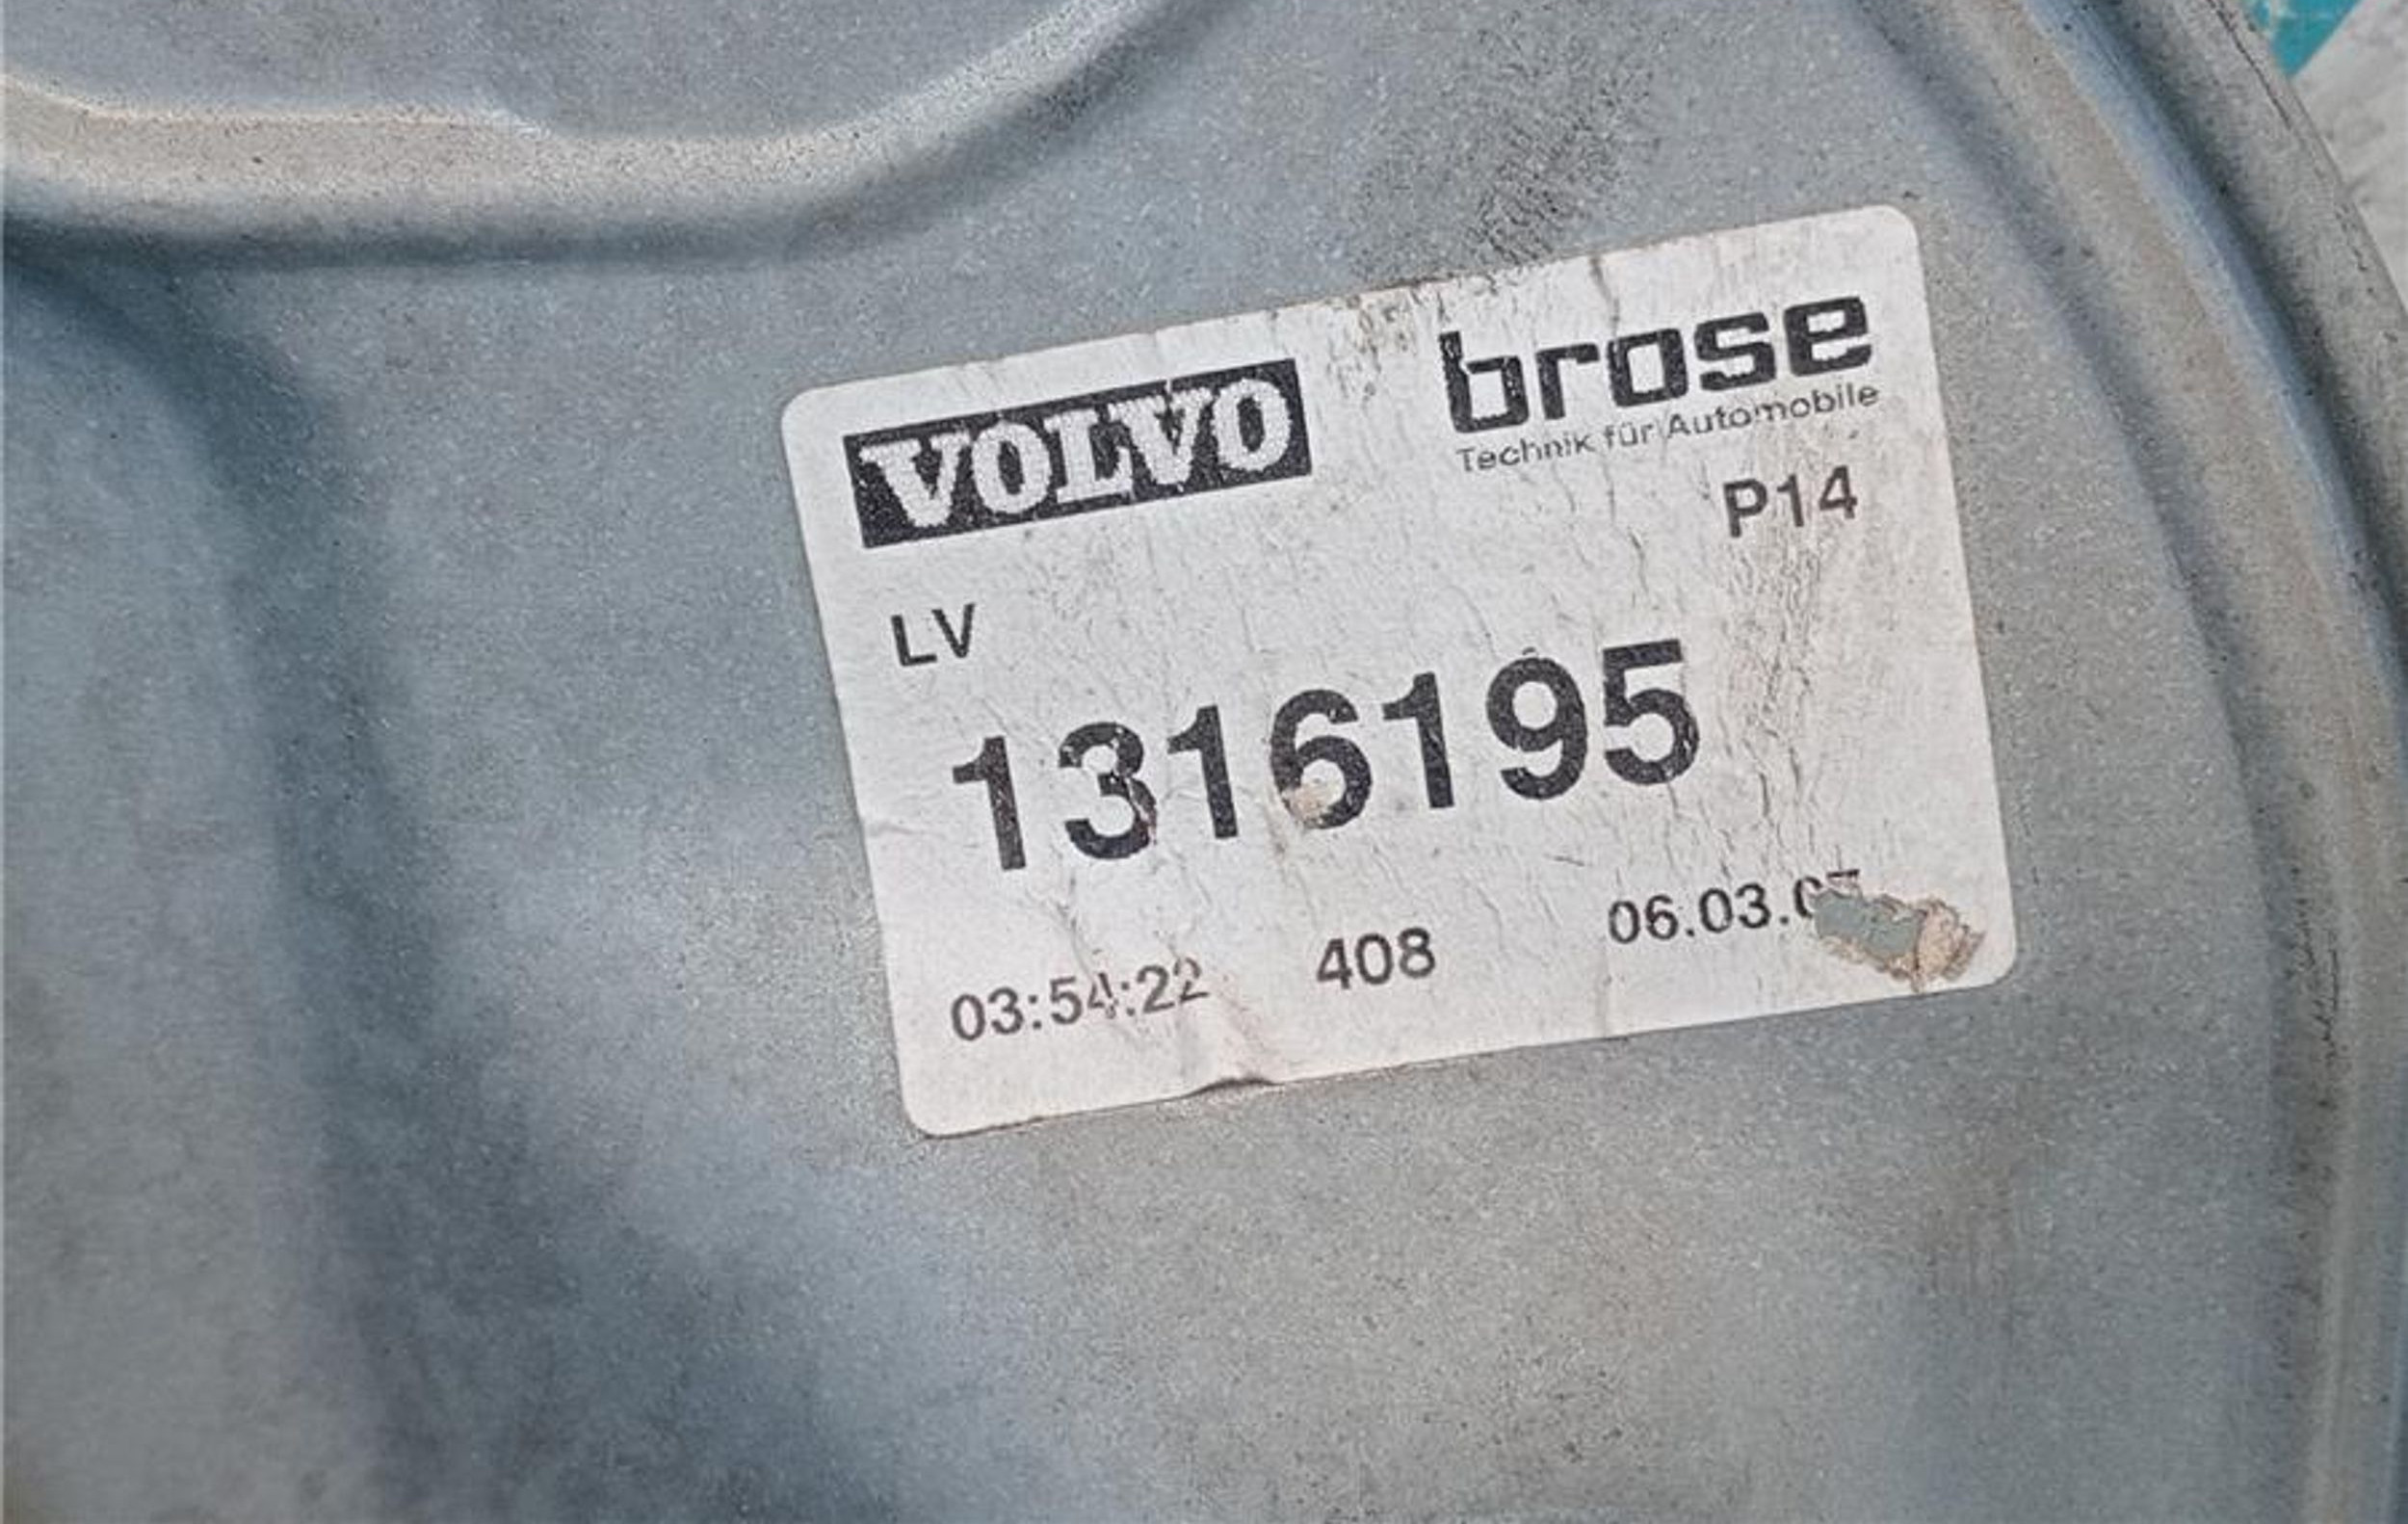 VOLVO
brose
Technik für Automobile
P14
LV
1316195
03:54:22 408